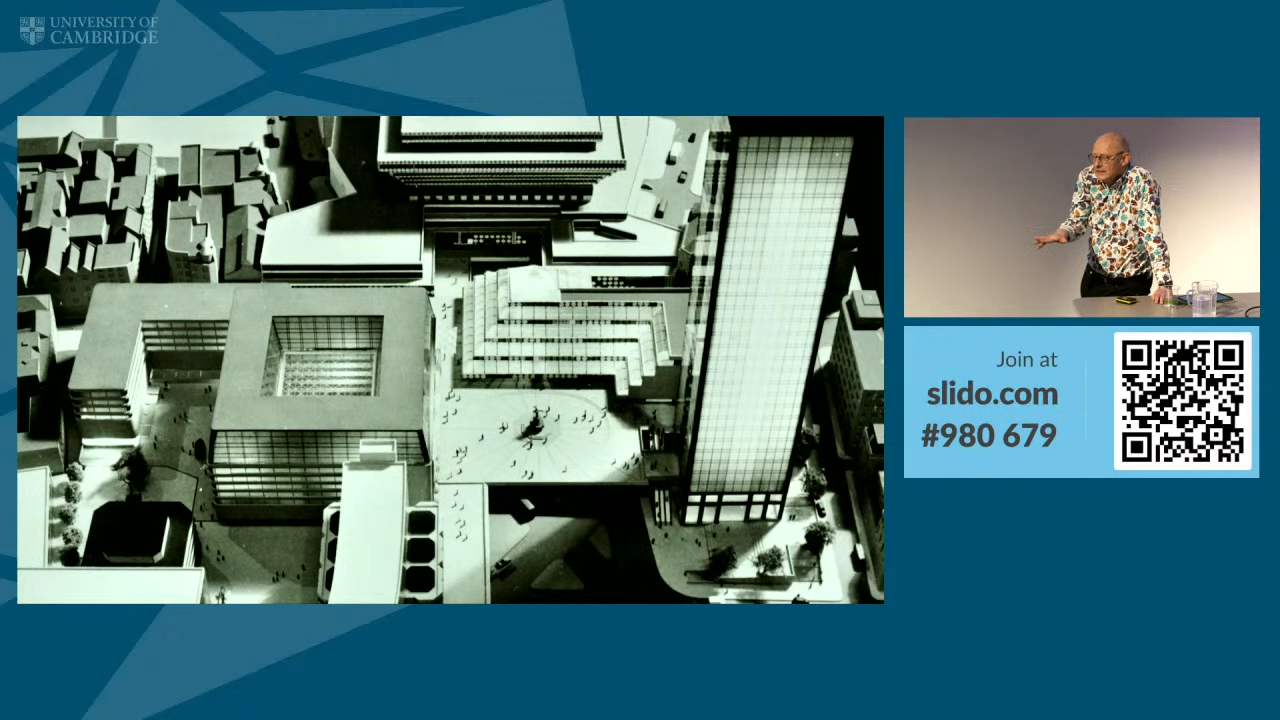 UNIVERSITY OF
CAMBRIDGE
Join at
slido.com
#980 679